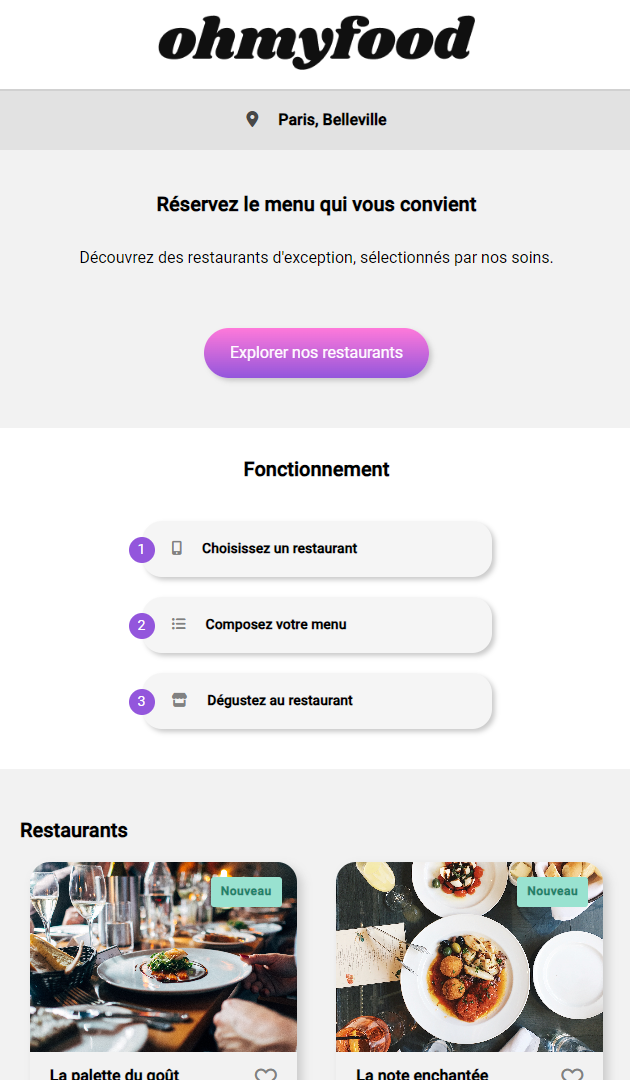 ohmyfood
Paris, Belleville
Réservez le menu qui vous convient
Découvrez des restaurants d'exception, sélectionnés par nos soins.
Explorer nos restaurants
Fonctionnement
1 Choisissez un restaurant
2 Composez votre menu
3 Dégustez au restaurant
Restaurants
Nouveau
Nouveau
La palette du goût
La note enchantée